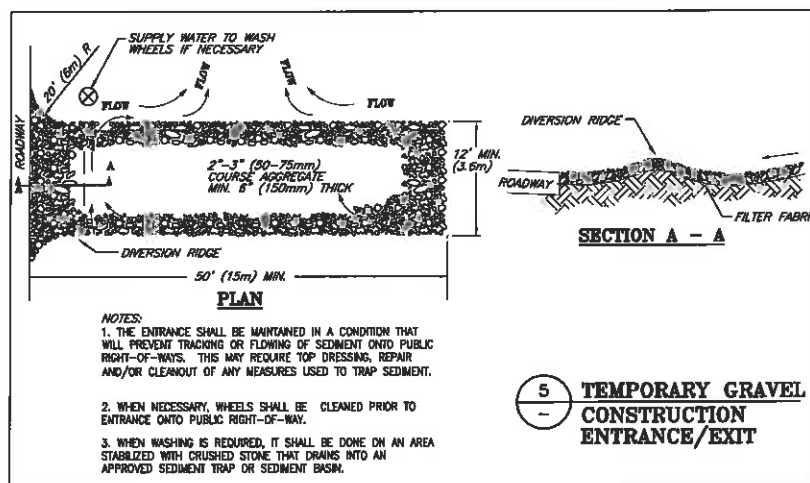 SUPPLY WATER TO WASH
WHEELS IF NECESSARY
20' (6m) R
FLOW
FLOW
FLOW
FLOW
ROADWAY
A
A
2"-3" (50-75mm)
COURSE AGGREGATE
MIN. 6" (150mm) THICK
12' MIN.
(3.6m)
DIVERSION RIDGE
50' (15m) MIN.
PLAN
DIVERSION RIDGE
ROADWAY
FILTER FABRI
SECTION A - A
NOTES:
1. THE ENTRANCE SHALL BE MAINTAINED IN A CONDITION THAT
WILL PREVENT TRACKING OR FLOWING OF SEDIMENT ONTO PUBLIC
RIGHT-OF-WAYS. THIS MAY REQUIRE TOP DRESSING, REPAIR
AND/OR CLEANOUT OF ANY MEASURES USED TO TRAP SEDIMENT.
2. WHEN NECESSARY, WHEELS SHALL BE CLEANED PRIOR TO
ENTRANCE ONTO PUBLIC RIGHT-OF-WAY.
3. WHEN WASHING IS REQUIRED, IT SHALL BE DONE ON AN AREA
STABILIZED WITH CRUSHED STONE THAT DRAINS INTO AN
APPROVED SEDIMENT TRAP OR SEDIMENT BASIN.
5
-
TEMPORARY GRAVEL
CONSTRUCTION
ENTRANCE/EXIT